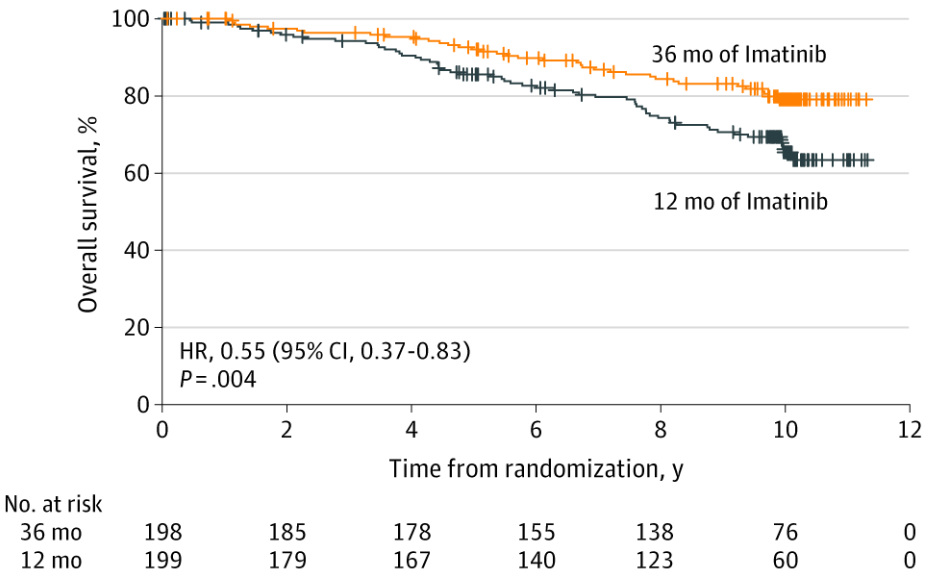 100
80
60
40
20
0
Overall survival, %
36 mo of Imatinib
12 mo of Imatinib
HR, 0.55 (95% CI, 0.37-0.83)
P = .004
0 2 4 6 8 10 12
Time from randomization, y
No. at risk
36 mo 198 185 178 155 138 76 0
12 mo 199 179 167 140 123 60 0